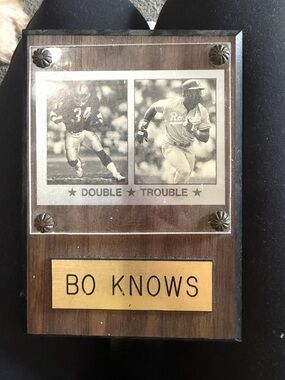 34
Royals
★ DOUBLE ★ TROUBLE ★
BO KNOWS